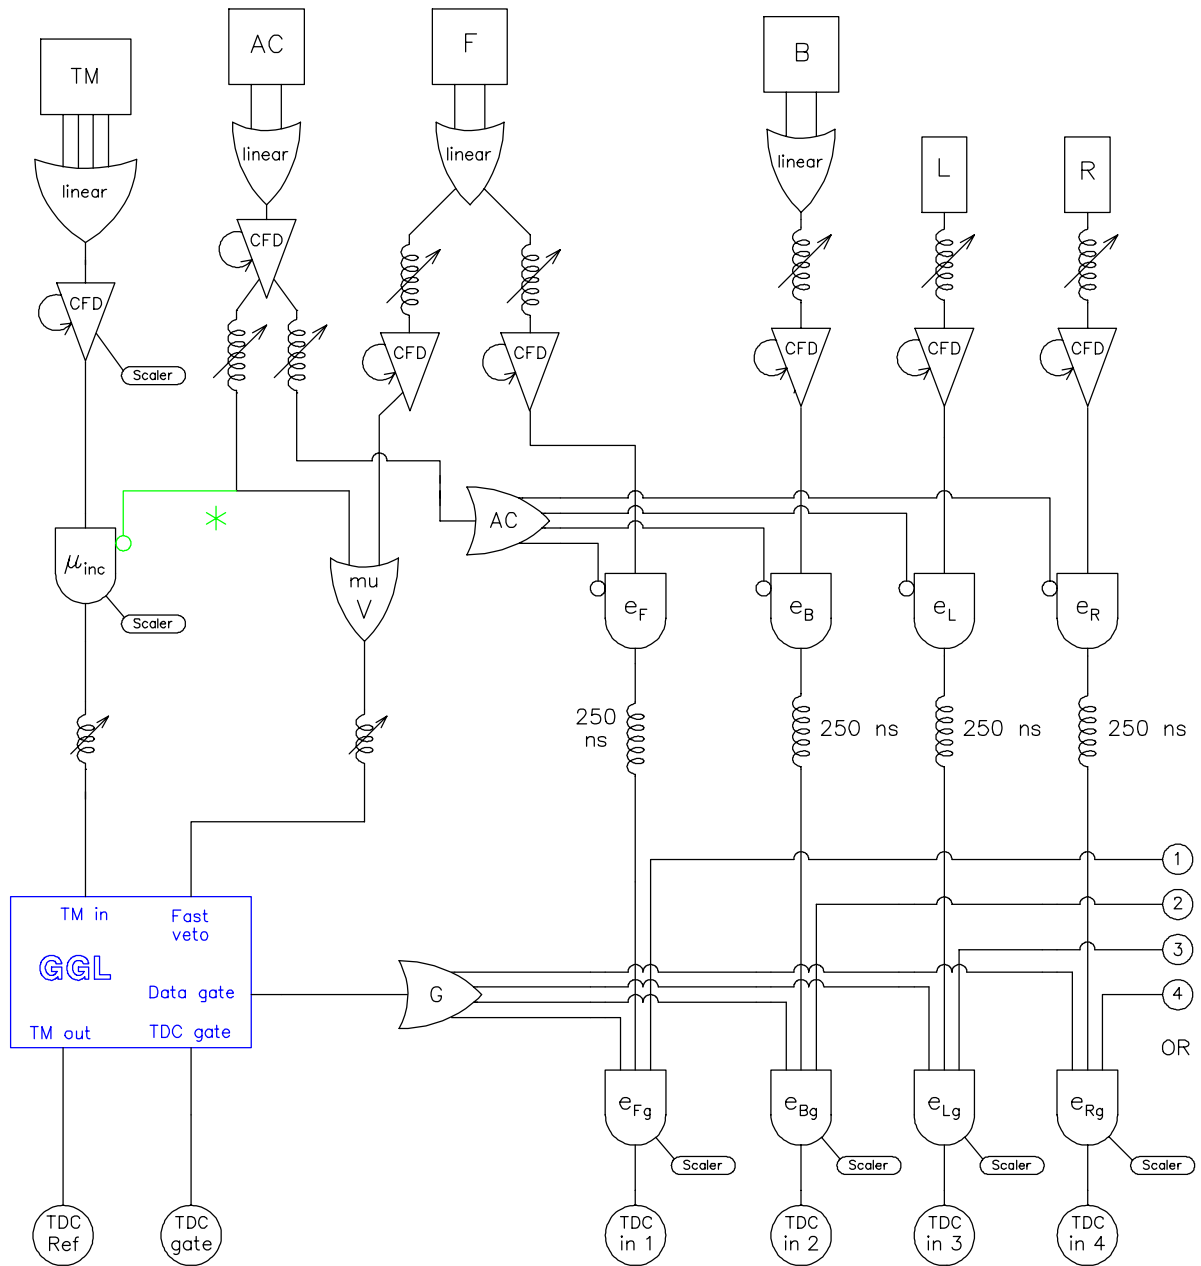 TM
AC
F
B
L
R
linear
linear
linear
linear
CFD
CFD
CFD
CFD
CFD
CFD
CFD
Scaler
*
AC
μinc
Scaler
mu
V
eF
eB
eL
eR
250
ns
250 ns
250 ns
250 ns
1
2
3
4
OR
TM in
Fast
veto
GGL
Data gate
TM out
TDC gate
G
eFg
eBg
eLg
eRg
Scaler
Scaler
Scaler
Scaler
TDC
Ref
TDC
gate
TDC
in 1
TDC
in 2
TDC
in 3
TDC
in 4